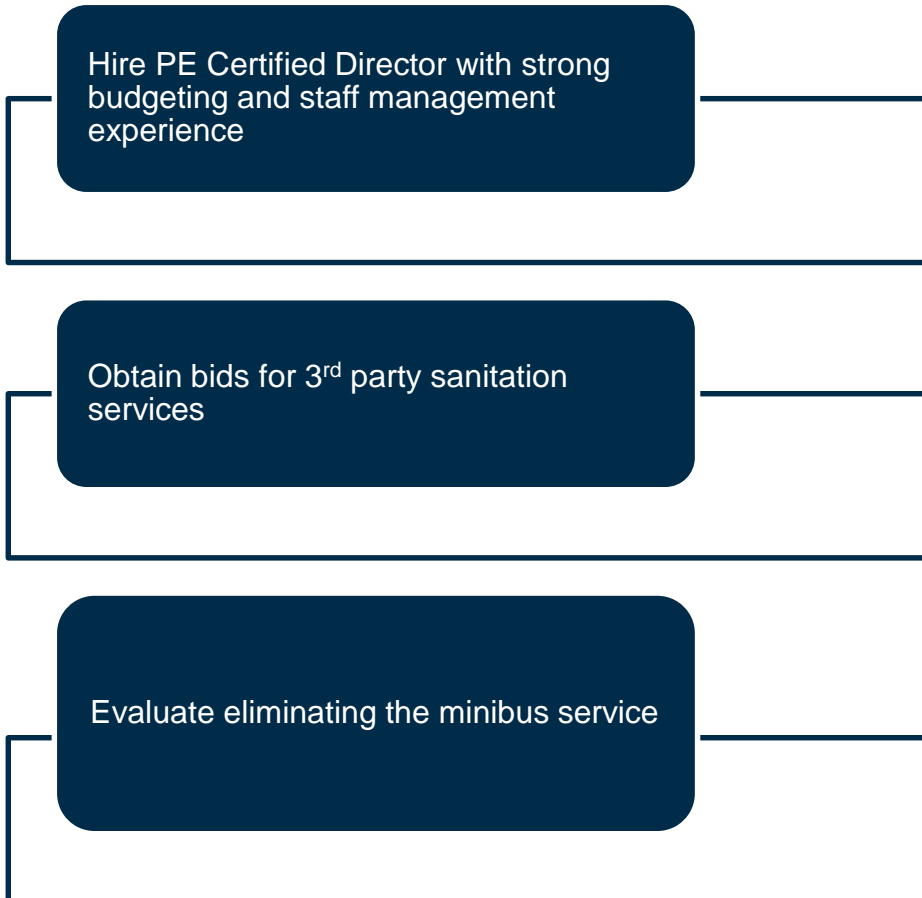 Hire PE Certified Director with strong
budgeting and staff management
experience
Obtain bids for 3rd party sanitation
services
Evaluate eliminating the minibus service